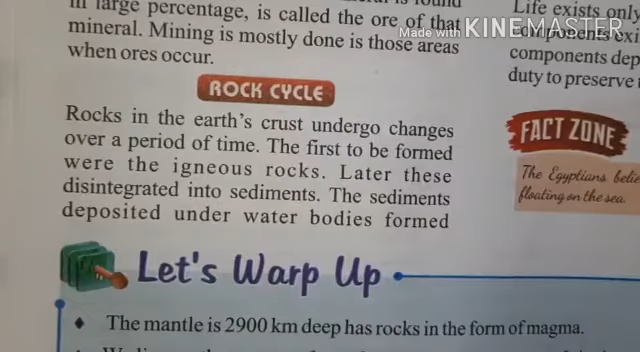 in large percentage, is called the ore of that
mineral. Mining is mostly done is those areas
when ores occur.
ROCK CYCLE
Rocks in the earth's crust undergo changes
over a period of time. The first to be formed
were the igneous rocks. Later these
disintegrated into sediments. The sediments
deposited under water bodies formed
Life exists only
components exi
components dep
duty to preserve
Made with KINEMASTER
FACT ZONE
The Egyptians belie
floating on the sea.
Let's Warp Up
♦ The mantle is 2900 km deep has rocks in the form of magma.